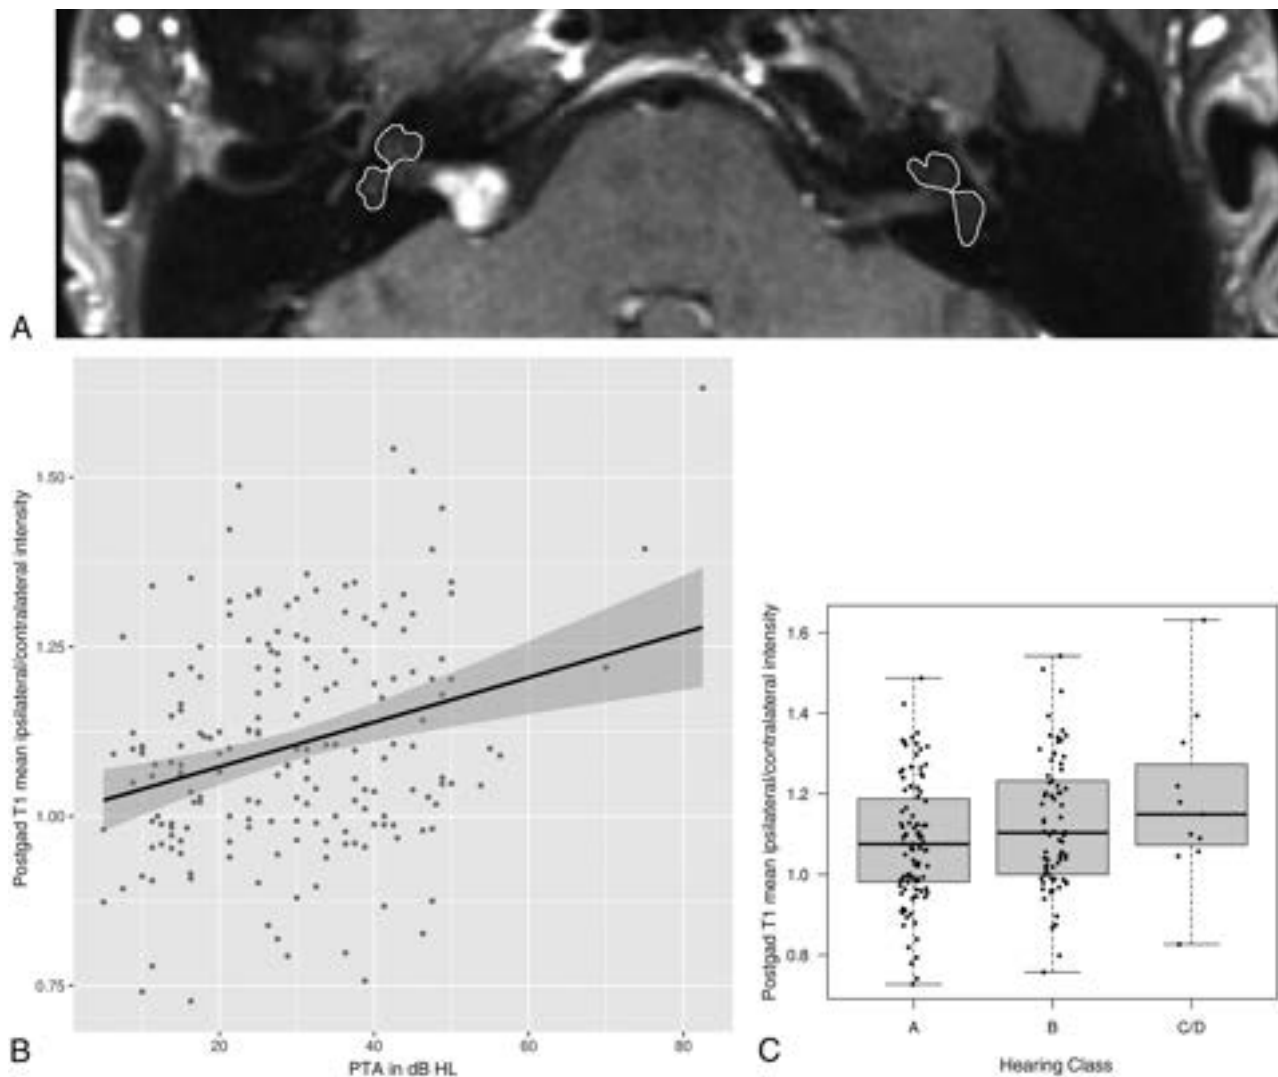 A
Postgad T1 mean ipsilateral/contralateral intensity
1.50
1.25
1.00
0.75
20
40
60
80
PTA in dB HL
B
Postgad T1 mean ipsilateral/contralateral intensity
1.6
1.4
1.2
1.0
0.8
A
B
C/D
Hearing Class
C